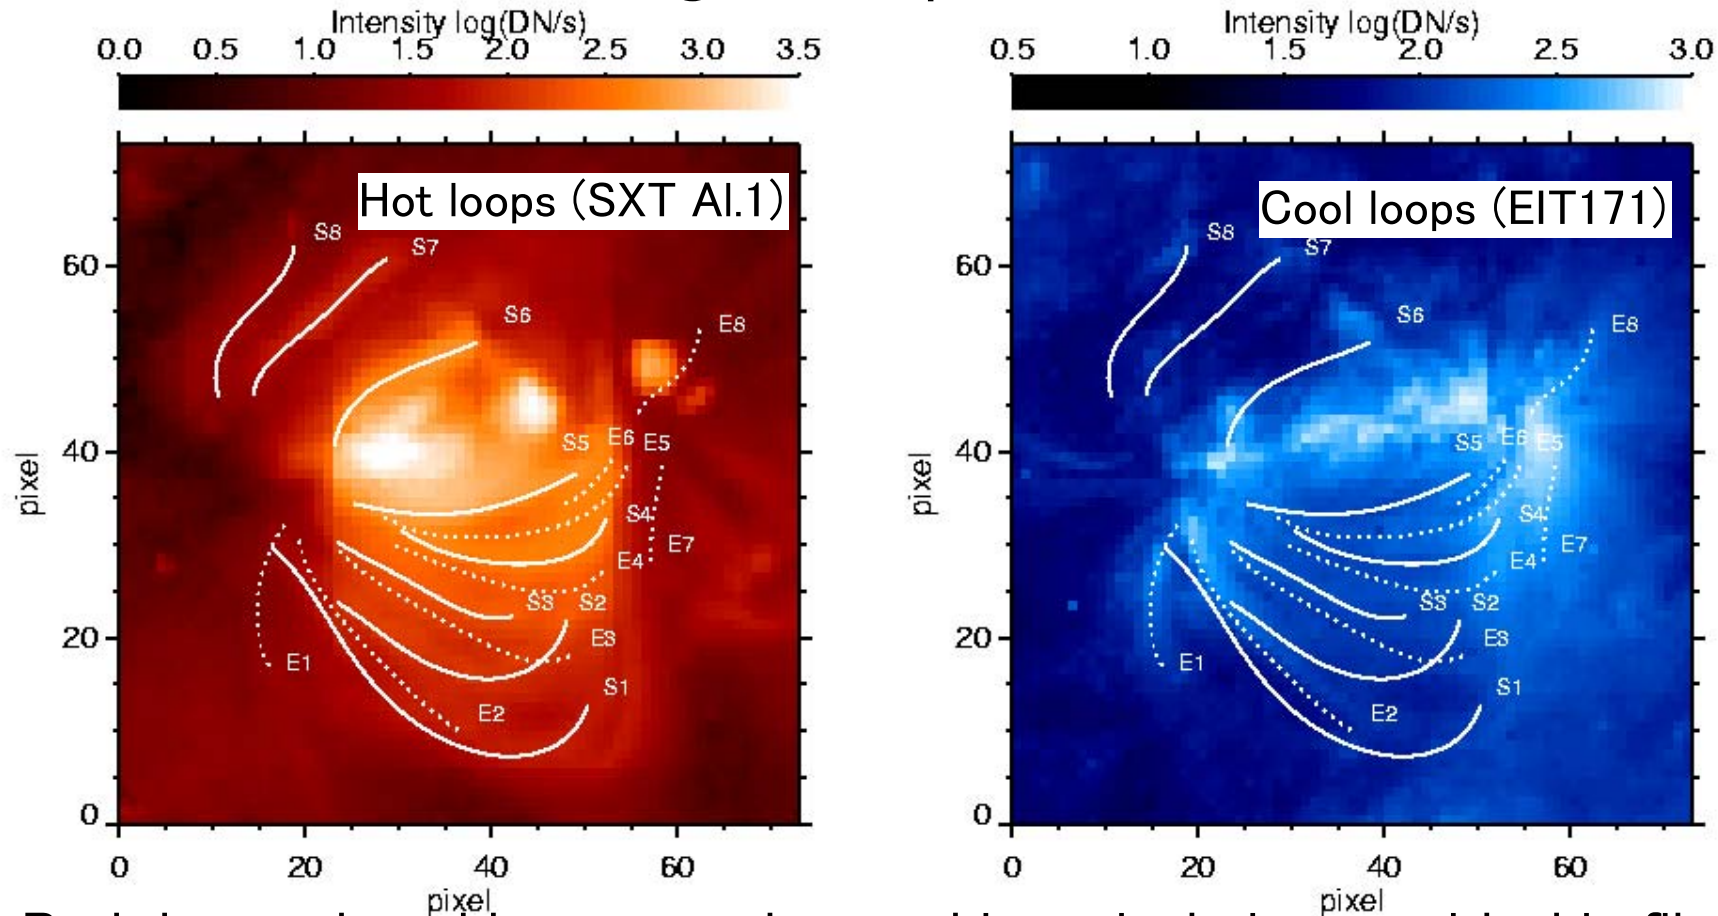 Intensity log(DN/s)
0.0 0.5 1.0 1.5 2.0 2.5 3.0 3.5
Hot loops (SXT Al.1)
S8
S7
S6
E8
S5 E6 E5
S4
E7
E4
S3 S2
E3
E1
S1
E2
60
40
20
0
pixel
0 20 40 60
pixel
Intensity log(DN/s)
0.5 1.0 1.5 2.0 2.5 3.0
Cool loops (EIT171)
S8
S7
S6
E8
S5 E6 E5
S4
E7
E4
S3 S2
E3
E1
S1
E2
60
40
20
0
pixel
0 20 40 60
pixel